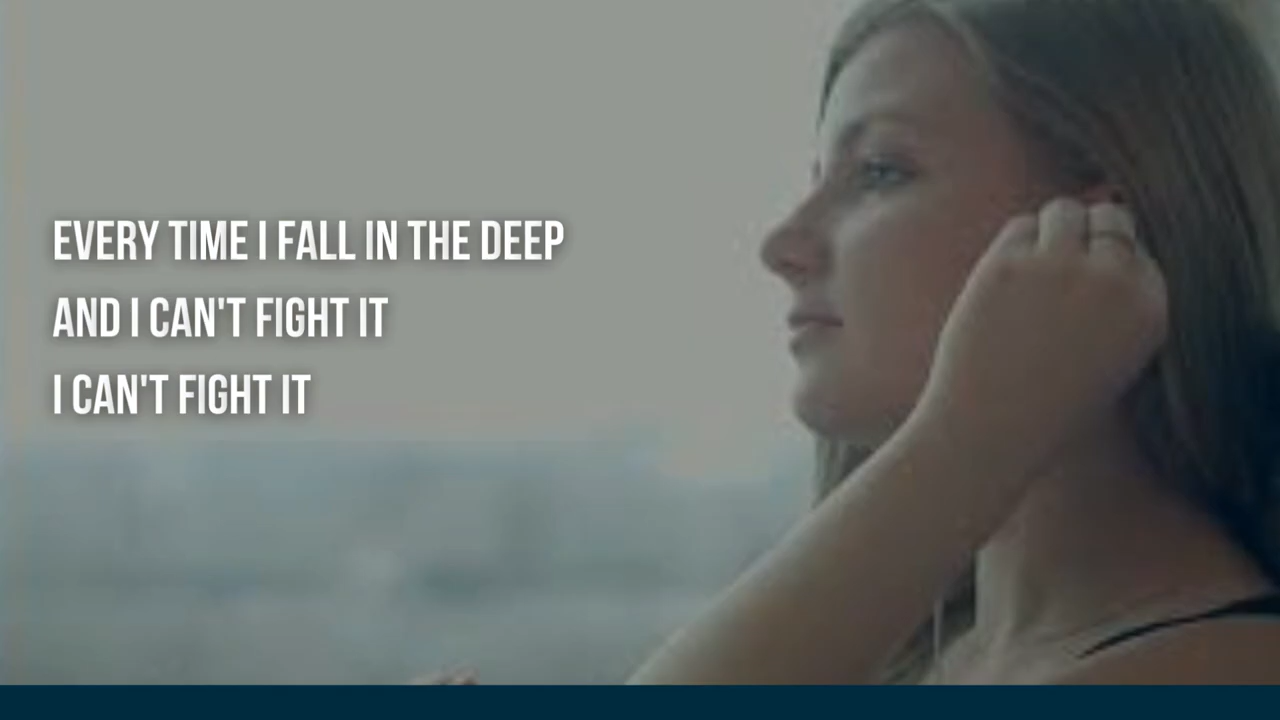 EVERY TIME I FALL IN THE DEEP
AND I CAN'T FIGHT IT
I CAN'T FIGHT IT